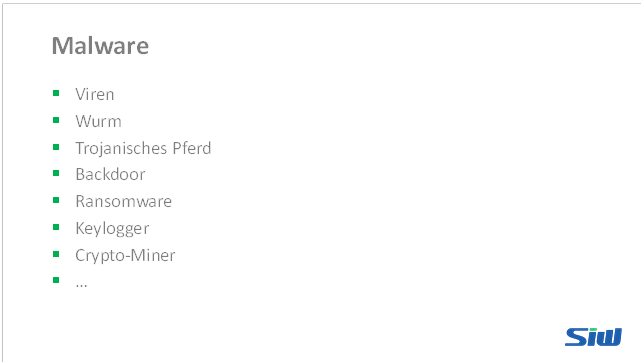 Malware
Viren
Wurm
Trojanisches Pferd
Backdoor
Ransomware
Keylogger
Crypto-Miner
...
SiW